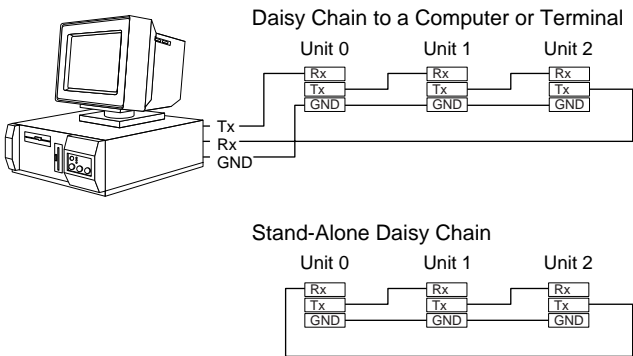 Daisy Chain to a Computer or Terminal
Unit 0 Unit 1 Unit 2
Rx Rx Rx
Tx Tx Tx
GND GND GND
Tx
Rx
GND
Stand-Alone Daisy Chain
Unit 0 Unit 1 Unit 2
Rx Rx Rx
Tx Tx Tx
GND GND GND